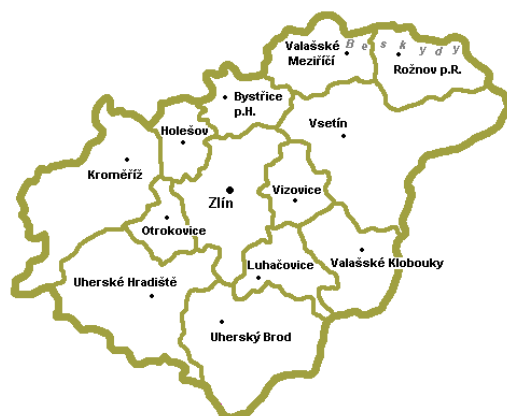 Valašské
Meziříčí
Beskydy
Rožnov p.R.
Bystřice
p.H.
Vsetín
Holešov
Kroměříž
Zlín
Vizovice
Otrokovice
Luhačovice
Valašské Klobouky
Uherské Hradiště
Uherský Brod